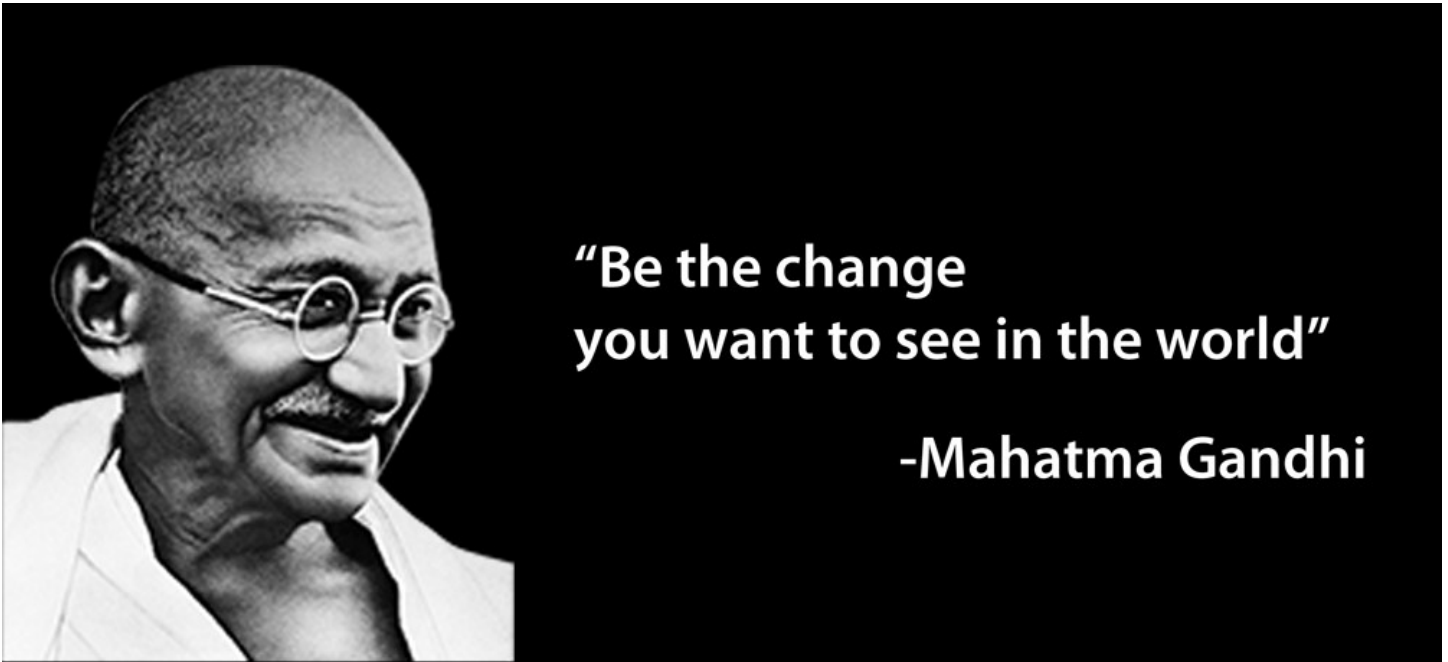 “Be the change
you want to see in the world”
-Mahatma Gandhi